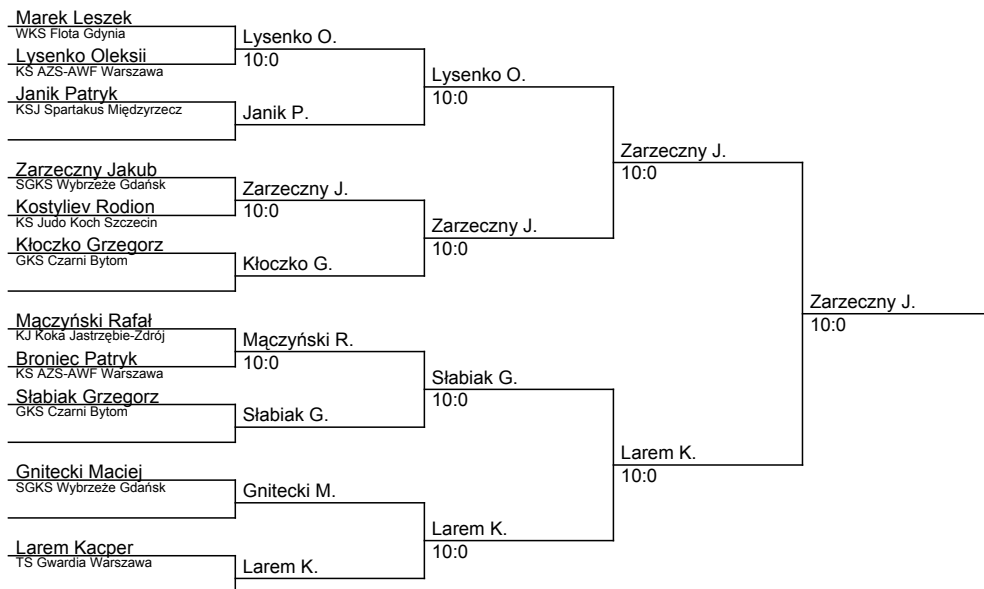 Marek Leszek
WKS Flota Gdynia
Lysenko Oleksii
KS AZS-AWF Warszawa
Janik Patryk
KSJ Spartakus Międzyrzecz
Zarzeczny Jakub
SGKS Wybrzeże Gdańsk
Kostyliev Rodion
KS Judo Koch Szczecin
Kłoczko Grzegorz
GKS Czarni Bytom
Mączyński Rafał
KJ Koka Jastrzębie-Zdrój
Broniec Patryk
KS AZS-AWF Warszawa
Słabiak Grzegorz
GKS Czarni Bytom
Gnitecki Maciej
SGKS Wybrzeże Gdańsk
Larem Kacper
TS Gwardia Warszawa
Lysenko O.
10:0
Janik P.
Zarzeczny J.
10:0
Kłoczko G.
Mączyński R.
10:0
Słabiak G.
Gnitecki M.
Larem K.
Lysenko O.
10:0
Zarzeczny J.
10:0
Słabiak G.
10:0
Larem K.
10:0
Zarzeczny J.
10:0
Larem K.
10:0
Zarzeczny J.
10:0